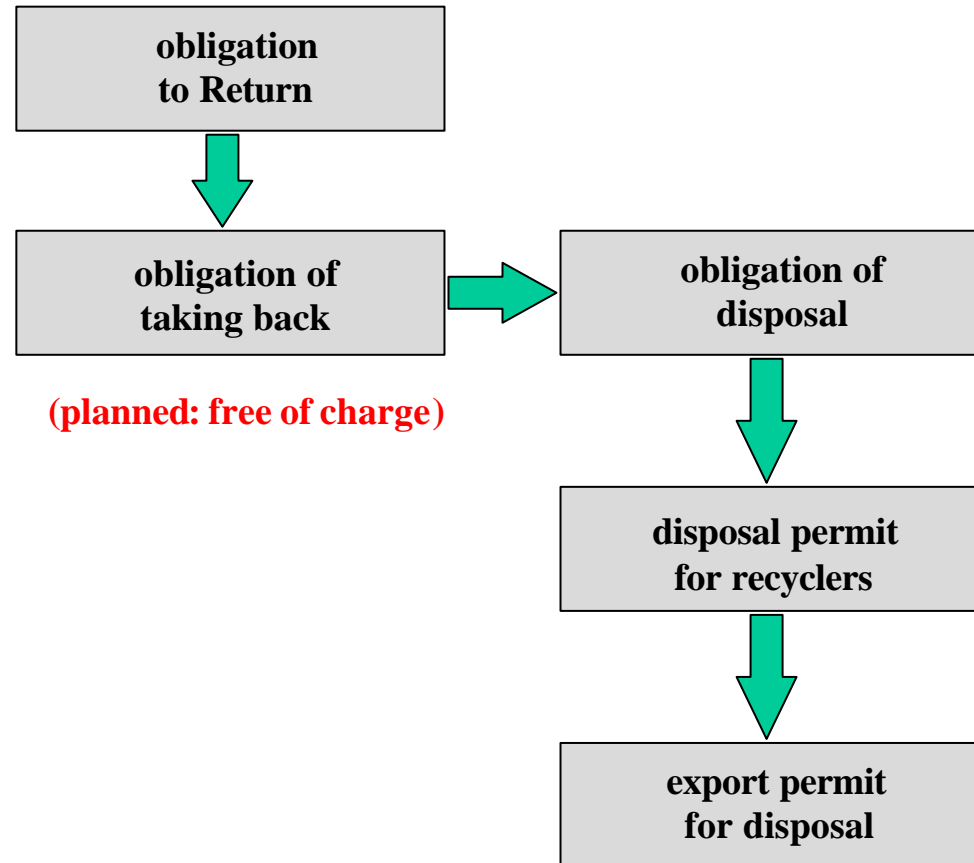 obligation
to Return
obligation of
taking back
(planned: free of charge)
obligation of
disposal
disposal permit
for recyclers
export permit
for disposal